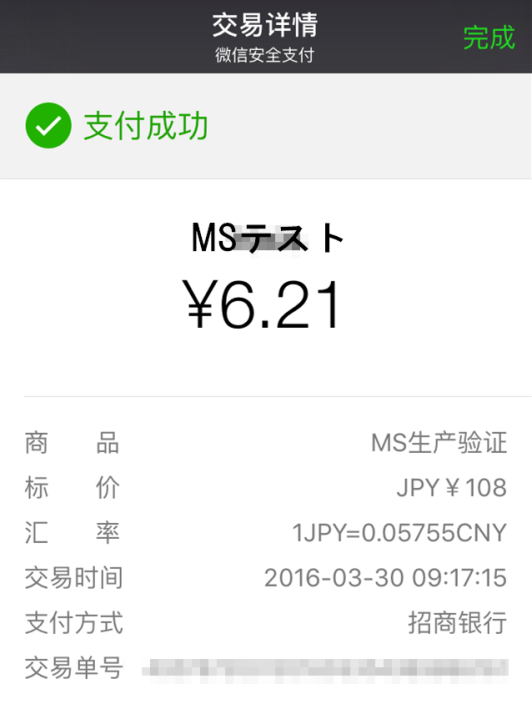 交易详情
微信安全支付
完成
支付成功
MSテスト
¥6.21
商 品 MS生产验证
标 价 JPY¥108
汇 率 1JPY=0.05755CNY
交易时间 2016-03-30 09:17:15
支付方式 招商银行
交易单号